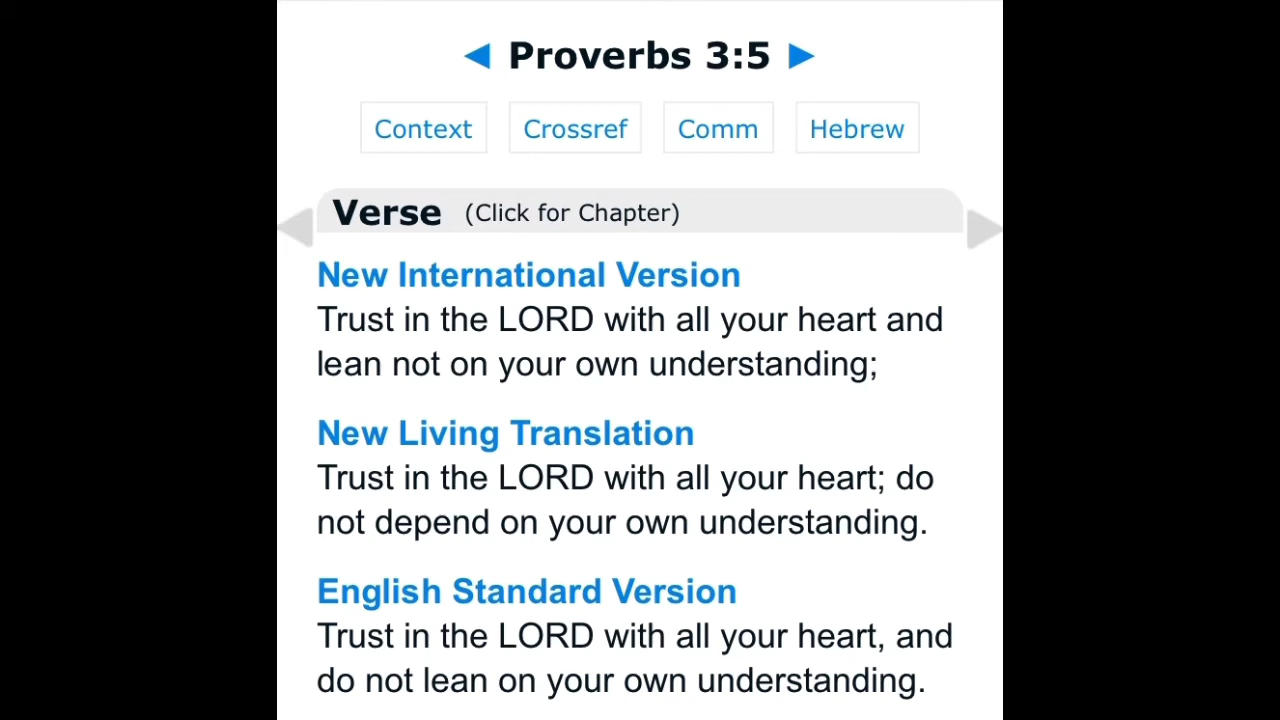 Proverbs 3:5
Context Crossref Comm Hebrew
Verse (Click for Chapter)
New International Version
Trust in the LORD with all your heart and
lean not on your own understanding;
New Living Translation
Trust in the LORD with all your heart; do
not depend on your own understanding.
English Standard Version
Trust in the LORD with all your heart, and
do not lean on your own understanding.